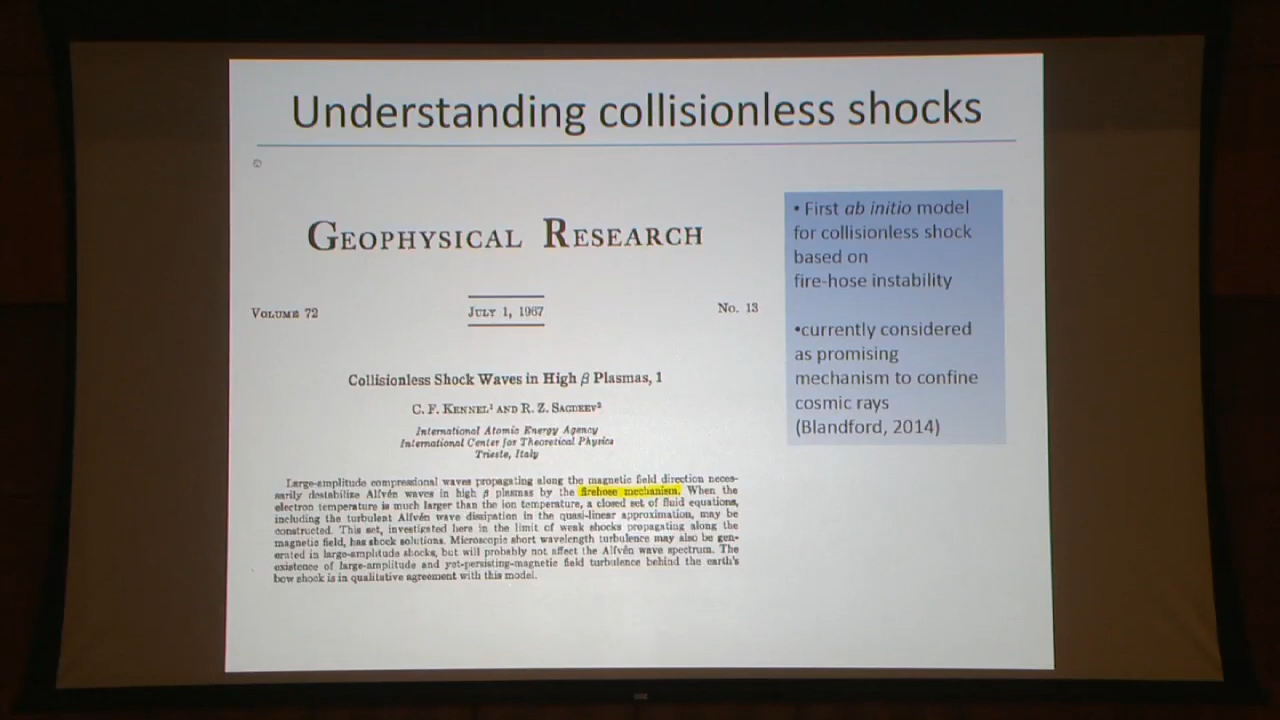 Understanding collisionless shocks
GEOPHYSICAL RESEARCH
VOLUME 72
JULY 1, 1967
No. 13
Collisionless Shock Waves in High β Plasmas, 1
C. F. KENNEL¹ AND R. Z. SAGDEEV²
International Atomic Energy Agency
International Center for Theoretical Physics
Trieste, Italy
Large-amplitude compressional waves propagating along the magnetic field direction neces-
sarily destabilize Alfvén waves in high β plasmas by the firehose mechanism. When the
electron temperature is much larger than the ion temperature, a closed set of fluid equations,
including the turbulent Alfvén wave dissipation in the quasi-linear approximation, may be
constructed. This set, investigated here in the limit of weak shocks propagating along the
magnetic field, has shock solutions. Microscopic short wavelength turbulence may also be gen-
erated in large-amplitude shocks, but will probably not affect the Alfvén wave spectrum. The
existence of large-amplitude and yet-persisting-magnetic field turbulence behind the earth's
bow shock is in qualitative agreement with this model.
• First ab initio model
for collisionless shock
based on
fire-hose instability
•currently considered
as promising
mechanism to confine
cosmic rays
(Blandford, 2014)